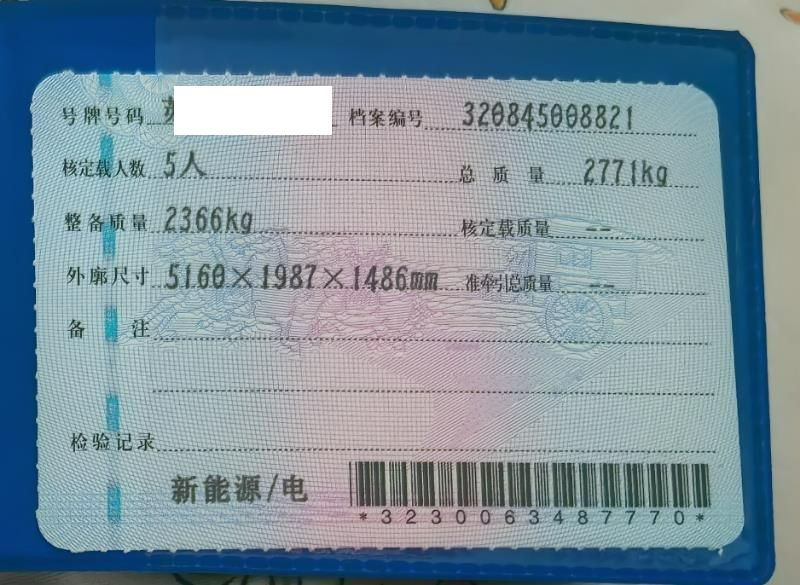 号牌号码 苏 档案编号 320845008821
核定载人数 5人 总质量 2771kg
整备质量 2366kg 核定载质量 --
外廓尺寸 5160×1987×1486mm 准牵引总质量 --
备注
检验记录
新能源/电
*3230063487770*